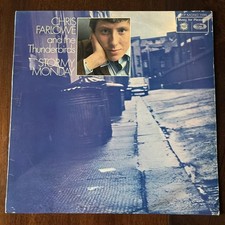 CHRIS
FARLOWE
and the
Thunderbirds
STORMY
MONDAY